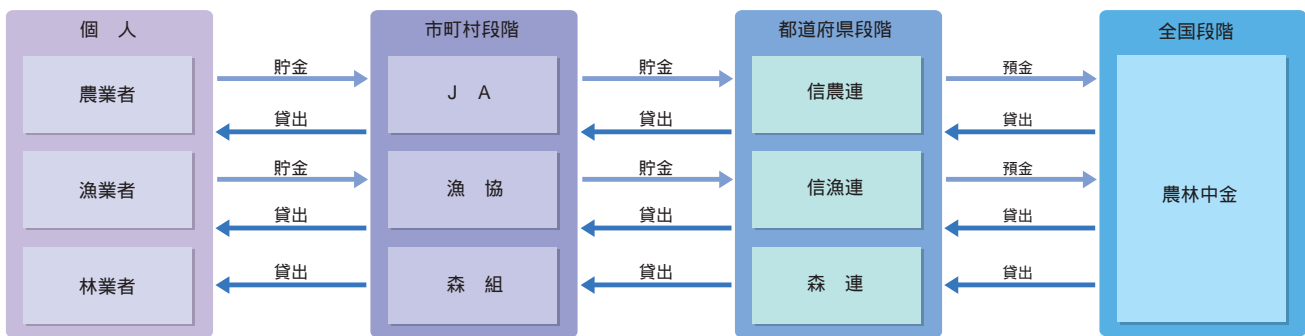 個　人
市町村段階
都道府県段階
全国段階
農業者
貯金
貸出
Ｊ　Ａ
貯金
貸出
信農連
預金
貸出
漁業者
貯金
貸出
漁　協
貯金
貸出
信漁連
預金
貸出
農林中金
林業者
貸出
森　組
貸出
森　連
貸出